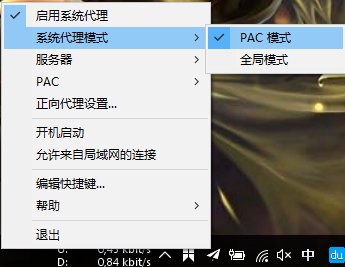 启用系统代理
系统代理模式
PAC 模式
全局模式
服务器
PAC
正向代理设置...
开机启动
允许来自局域网的连接
编辑快捷键...
帮助
退出
0,45 kbit/s
D: 0,84 kbit/s
中
du